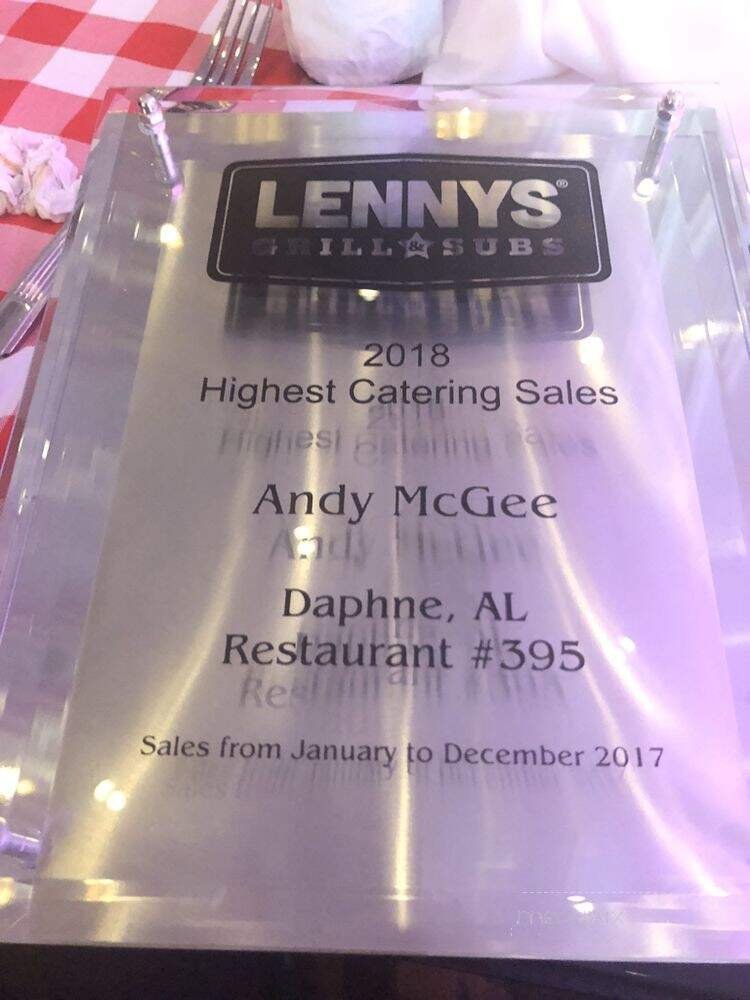 LENNYS®
GRILL & SUBS
2018
Highest Catering Sales
Andy McGee
Daphne, AL
Restaurant #395
Sales from January to December 2017